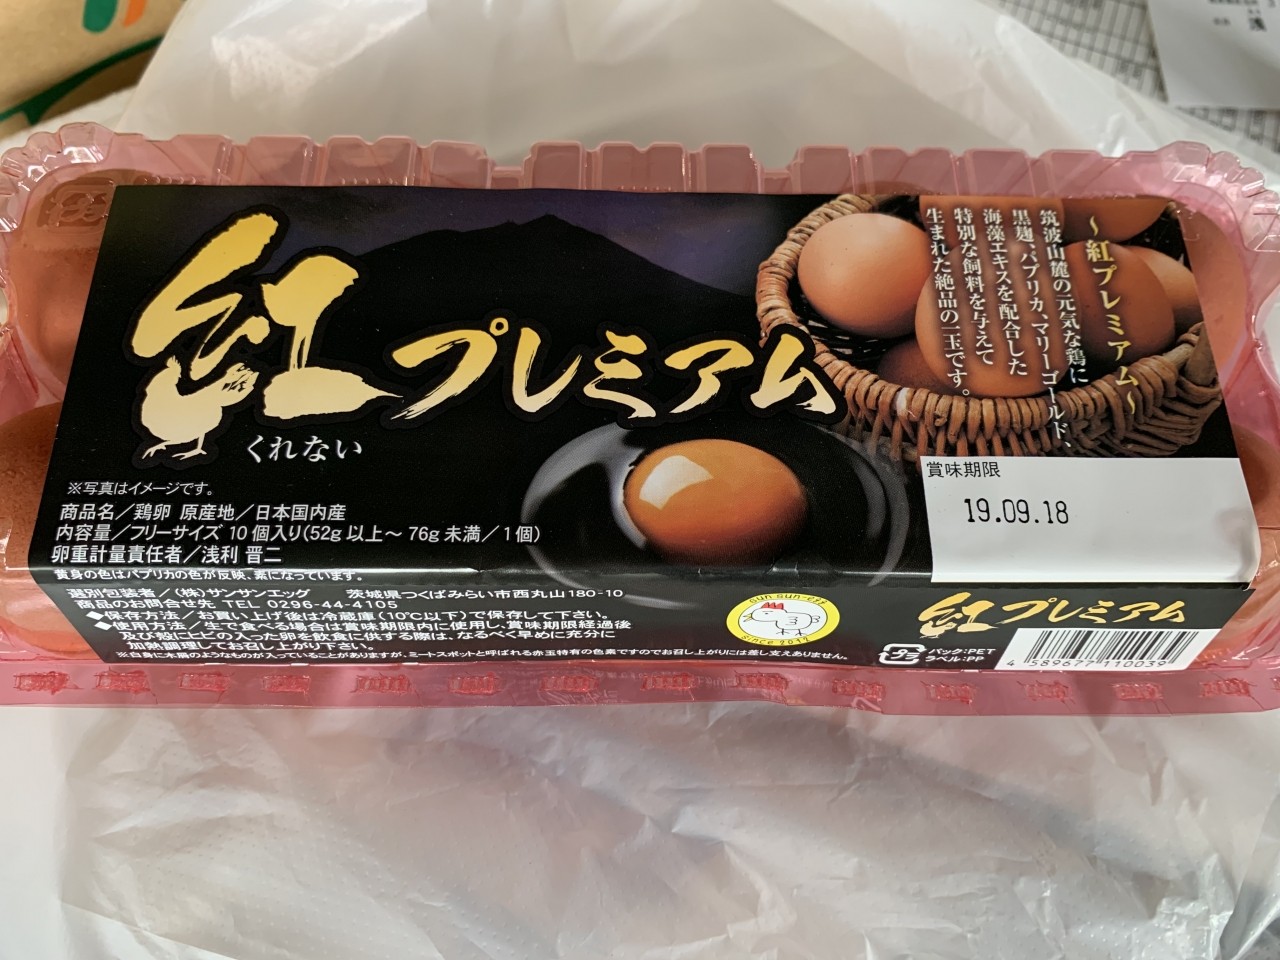 紅プレミアム
くれない
～紅プレミアム～
筑波山麓の元気な鶏に
黒麹、パプリカ、マリーゴールド、
海藻エキスを配合した
特別な飼料を与えて
生まれた絶品の一玉です。
賞味期限
19.09.18
※写真はイメージです。
商品名／鶏卵 原産地／日本国内産
内容量／フリーサイズ 10個入り(52g以上～76g未満／1個)
卵重計量責任者／浅利 晋二
黄身の色はパプリカの色が反映、素になっています。
選別包装者／(株)サンサンエッグ 茨城県つくばみらい市西丸山180-10
商品のお問合せ先 TEL 0296-44-4105
◆保存方法／お買い上げ後は冷蔵庫(10℃以下)で保存して下さい。
◆使用方法／生で食べる場合は賞味期限内に使用し、賞味期限経過後
及び殻にヒビの入った卵を飲食に供する際は、なるべく早めに充分に
加熱調理してお召し上がり下さい。
※白身に木屑のようなものが入っていることがありますが、ミートスポットと呼ばれる赤玉特有の色素ですのでお召し上がりには差し支えありません。
sun sun-egg
since 2017
紅プレミアム
プラ
パック:PET
ラベル:PP
4 589677 110039